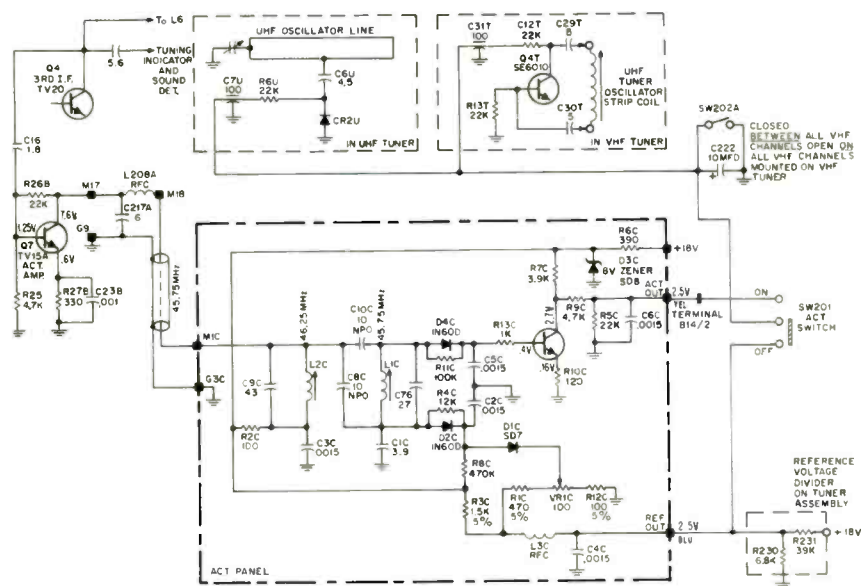 TO L6
5.6
TUNING
INDICATOR
AND
SOUND
DET.
Q4
3RD I.F.
TV20
C16
1.8
UHF OSCILLATOR LINE
C7U
100
R6U
22K
C6U
4.5
CR2U
IN UHF TUNER
C31T
100
C12T
22K
C29T
8
Q4T
SE6010
R13T
22K
C30T
5
UHF
TUNER
OSCILLATOR
STRIP COIL
IN VHF TUNER
SW202A
CLOSED
BETWEEN ALL VHF
CHANNELS OPEN ON
ALL VHF CHANNELS
MOUNTED ON VHF
TUNER
C222
10MFD
R26B
22K
M17
L208A
RFC
M18
7.6V
C217A
6
1.25V
G9
Q7
TV15A
ACT.
AMP.
.6V
R25
4.7K
R27B
330
C23B
.001
45.75MHz
R6C
390
+18V
8V
D3C
ZENER
SD8
ACT
OUT
2.5V
YEL
TERMINAL
B14/2
R7C
3.9K
2.7V
R9C
4.7K
R5C
22K
C6C
.0015
ON
SW201
ACT
SWITCH
OFF
M1C
G3C
46.25MHz
C10C
10
NPO
45.75MHz
D4C
IN60D
R13C
1K
.4V
.16V
R10C
120
C9C
43
L2C
C8C
10
NPO
L1C
C76
27
R11C
100K
R4C
12K
C5C
.0015
C2C
.0015
D2C
IN60D
R2C
100
C3C
.0015
C1C
3.9
D1C
SD7
R8C
470K
R3C
1.5K
5%
R1C
470
5%
VR1C
100
R12C
100
5%
L3C
RFC
C4C
.0015
REF
OUT
2.5V
BLU
REFERENCE
VOLTAGE
DIVIDER
ON TUNER
ASSEMBLY
R230
6.8K
R231
39K
+18V
ACT PANEL